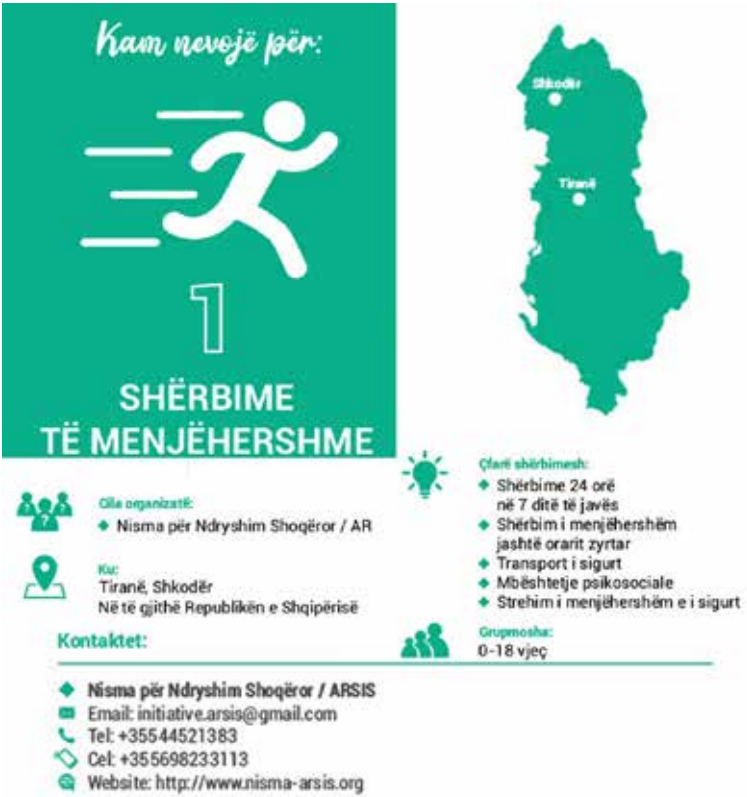 Kam nevojë për:
1
SHËRBIME
TË MENJËHERSHME
Shkodër
Tiranë
Cila organizatë:
◆ Nisma për Ndryshim Shoqëror / AR
Ku:
Tiranë, Shkodër
Në të gjithë Republikën e Shqipërisë
Çfarë shërbimesh:
◆ Shërbime 24 orë
në 7 ditë të javës
◆ Shërbim i menjëhershëm
jashtë orarit zyrtar
◆ Transport i sigurt
◆ Mbështetje psikosociale
◆ Strehim i menjëhershëm e i sigurt
Grupmosha:
0-18 vjeç
Kontaktet:
◆ Nisma për Ndryshim Shoqëror / ARSIS
Email: initiative.arsis@gmail.com
Tel: +35544521383
Cel: +355698233113
Website: http://www.nisma-arsis.org